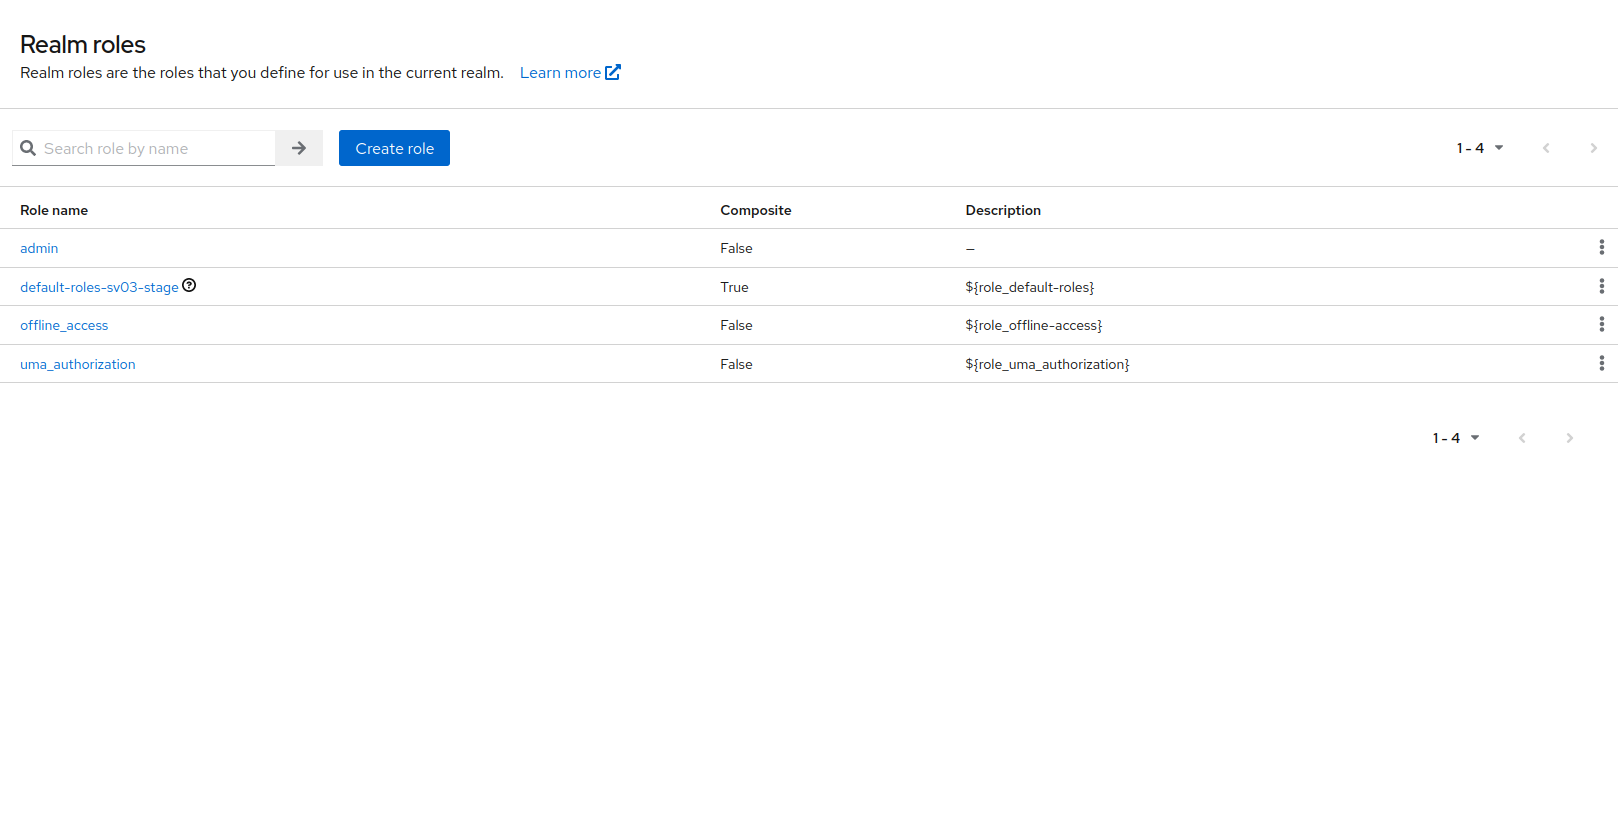 Realm roles
Realm roles are the roles that you define for use in the current realm. Learn more
Search role by name
Create role
1 - 4
Role name Composite Description
admin False –
default-roles-sv03-stage True ${role_default-roles}
offline_access False ${role_offline-access}
uma_authorization False ${role_uma_authorization}
1 - 4